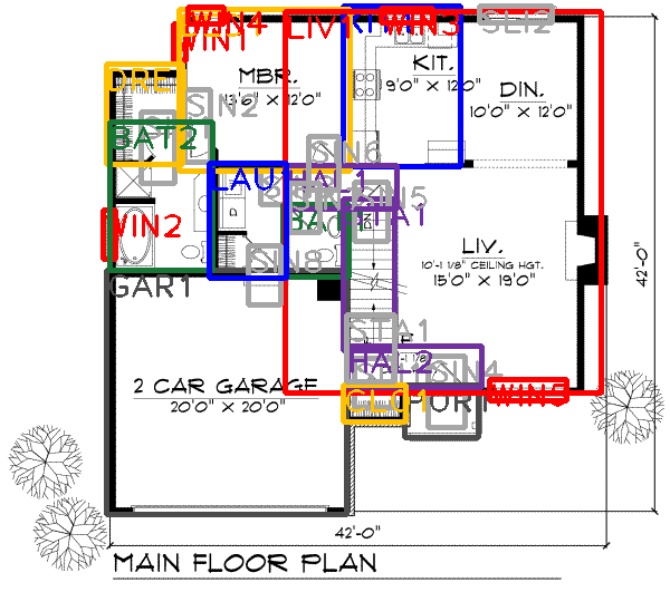 WIN4
WIN1
LIV1
WIN3
SLI2
DRE
MBR.
13'6" X 12'0"
KIT.
9'0" X 12'0"
DIN.
10'0" X 12'0"
SIN2
BAT2
SIN6
LAU
HAL1
SIN5
STA1
BAT1
WIN2
D
SIN8
GAR1
LIV.
10'-1 1/8" CEILING HGT.
15'0" X 19'0"
42'-0"
STA1
HAL2
SIN4
2 CAR GARAGE
20'0" X 20'0"
CLO1
POR1
WIN5
42'-0"
MAIN FLOOR PLAN